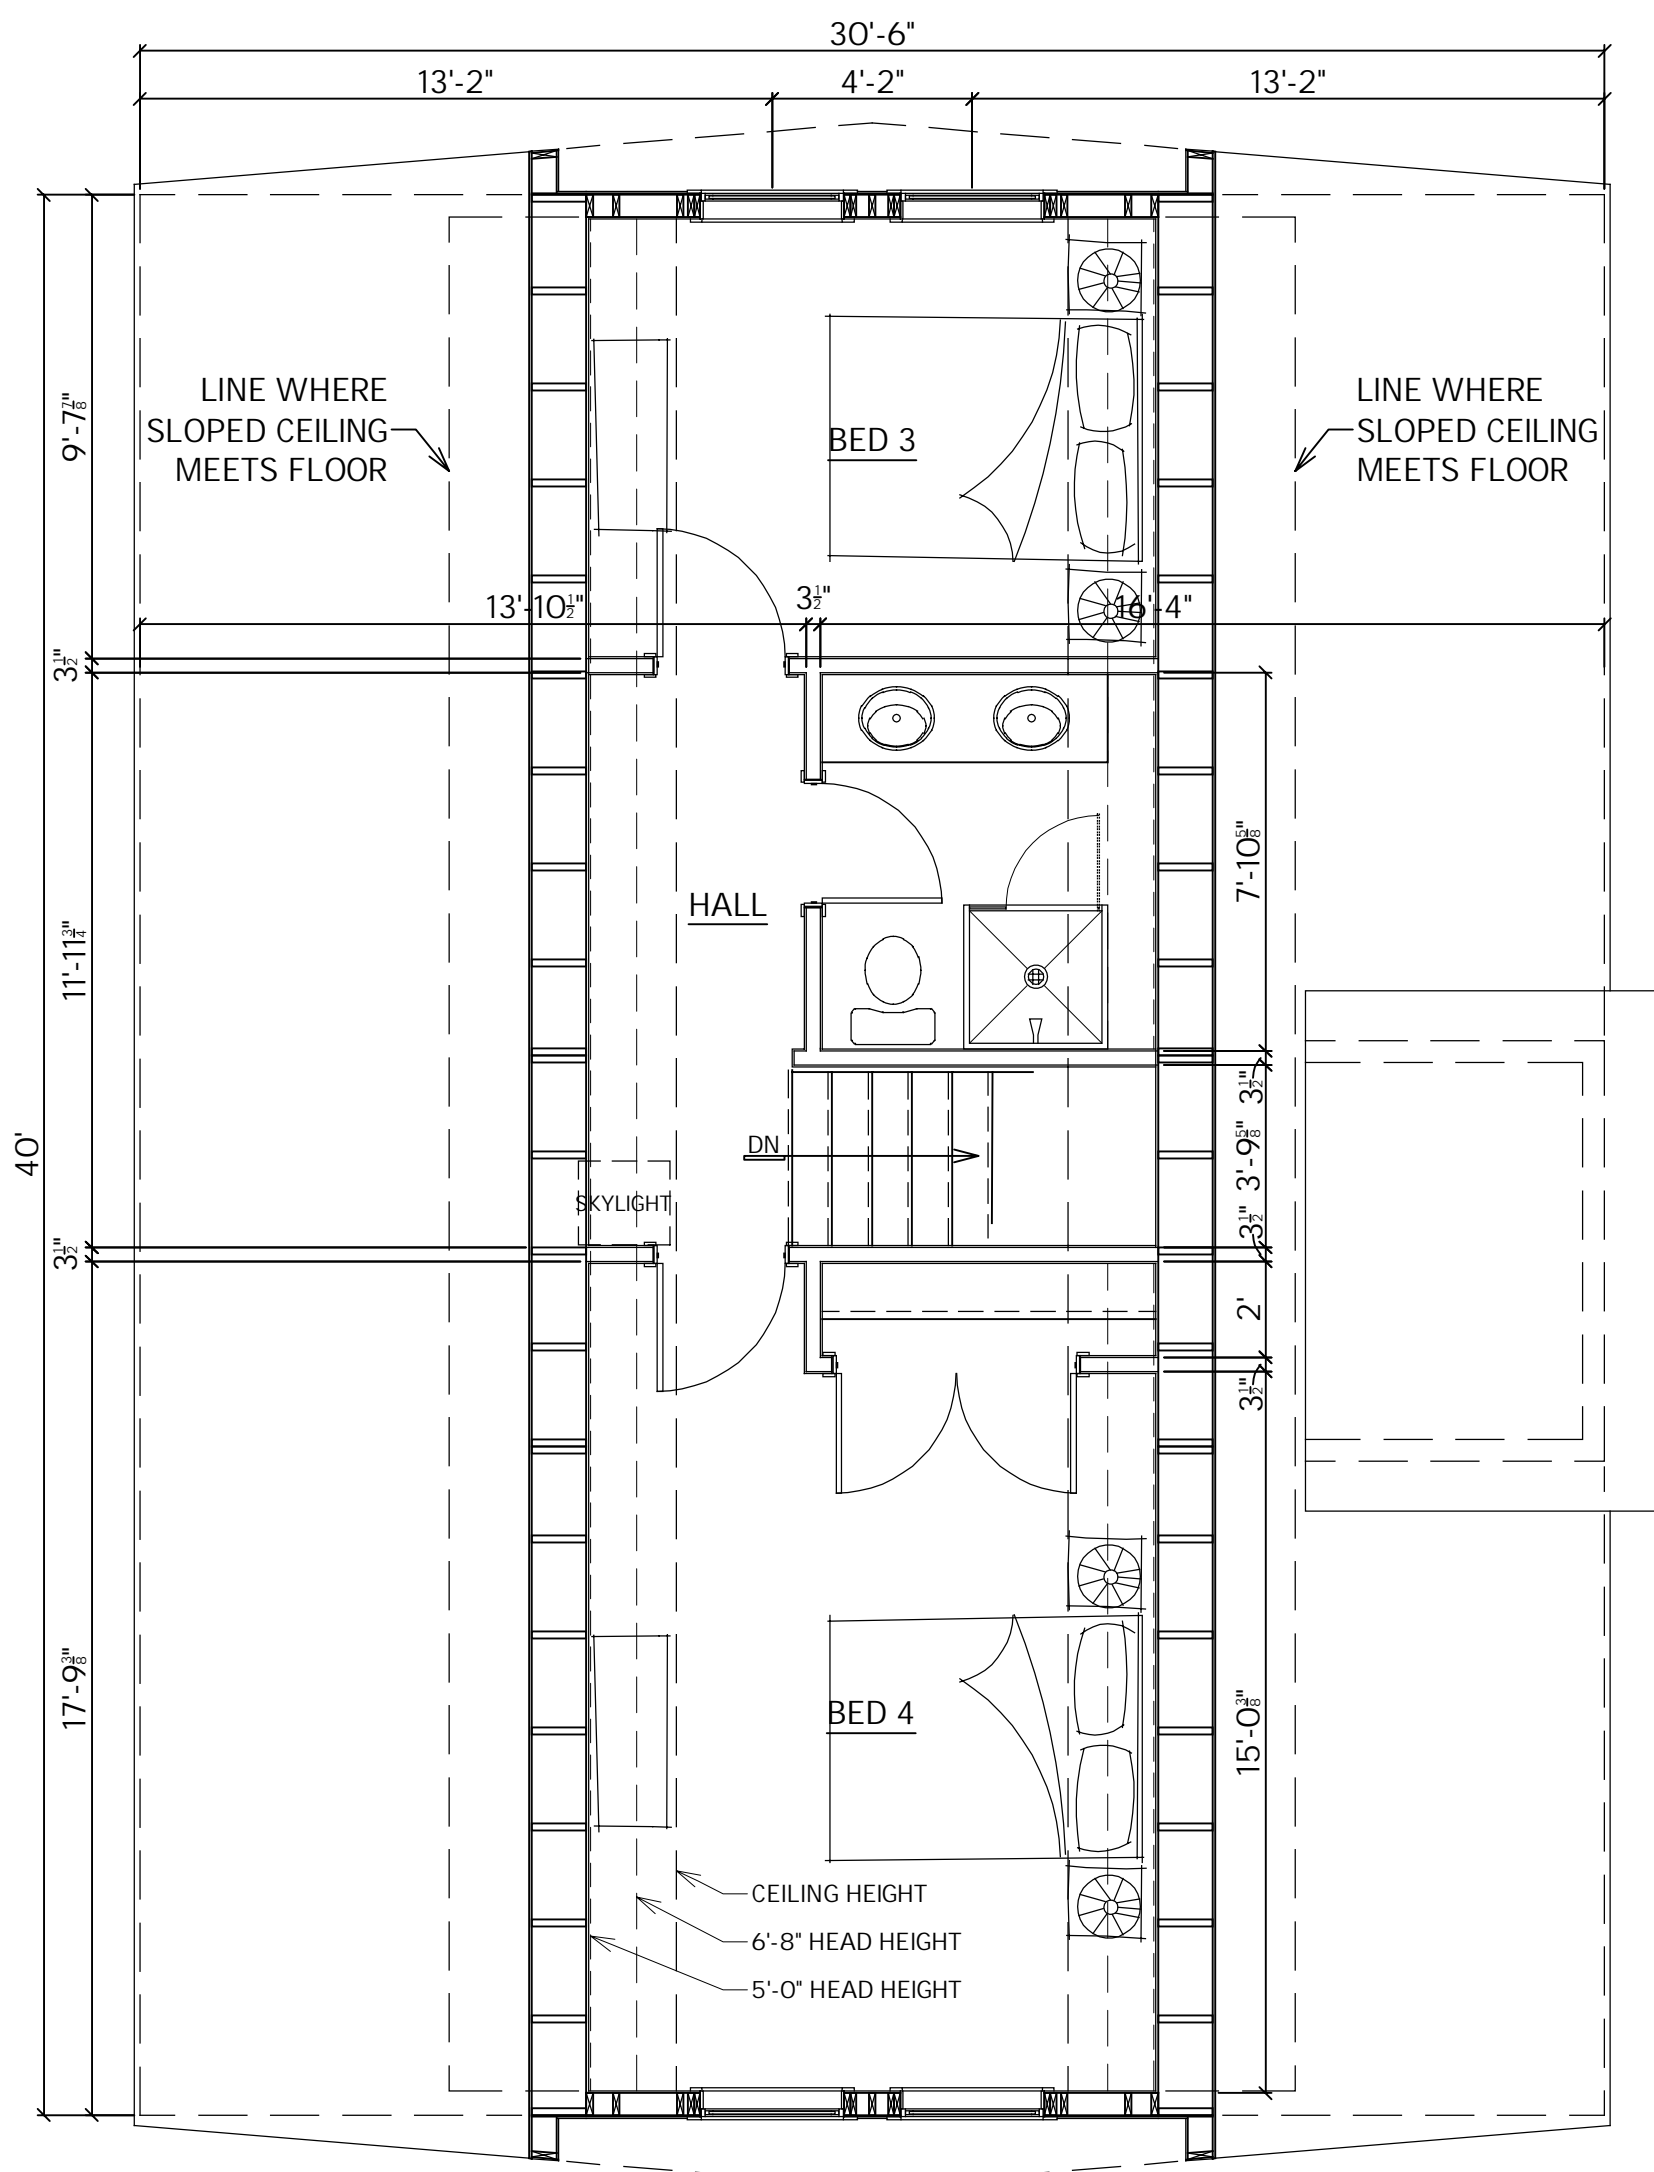 30'-6"
13'-2"
4'-2"
13'-2"
LINE WHERE
SLOPED CEILING
MEETS FLOOR
LINE WHERE
SLOPED CEILING
MEETS FLOOR
9'-7⅞"
BED 3
13'-10½"
3½"
16'-4"
3½"
7'-10⅝"
HALL
11'-11¾"
40'
3½"
DN
3'-9⅝"
SKYLIGHT
3½"
3½"
2'
3½"
17'-9⅜"
BED 4
15'-0⅜"
CEILING HEIGHT
6'-8" HEAD HEIGHT
5'-0" HEAD HEIGHT